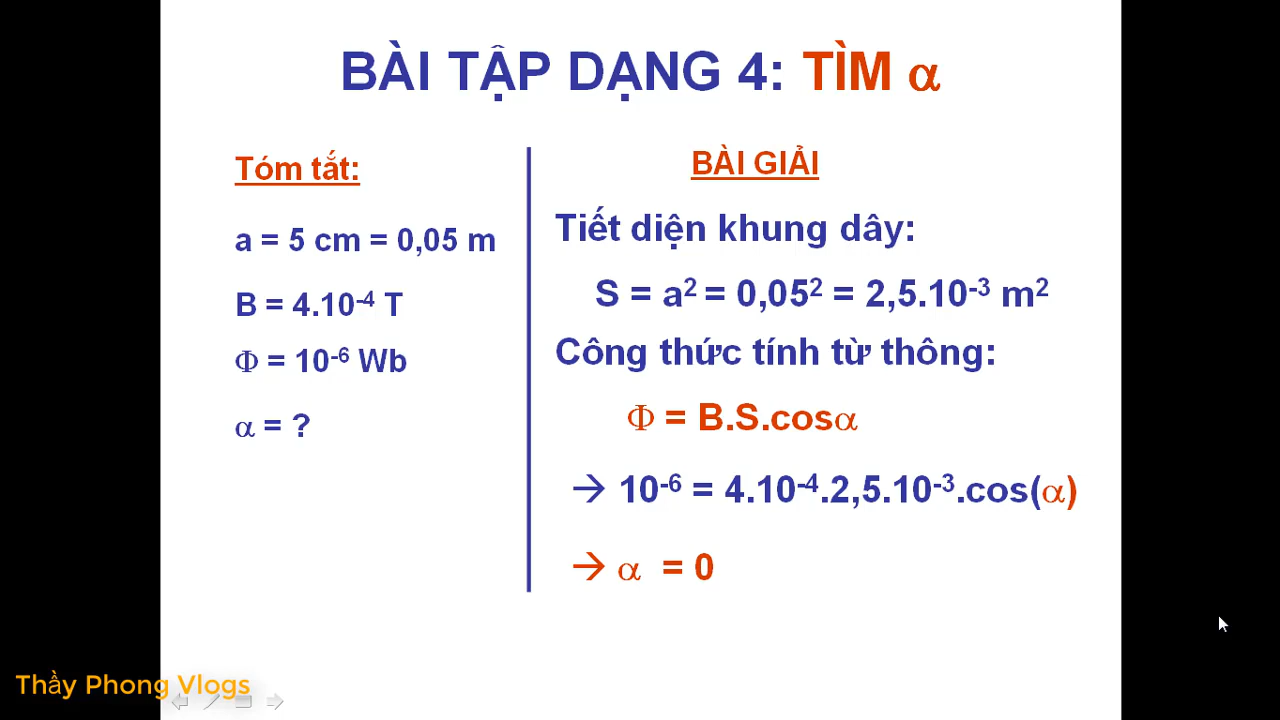 BÀI TẬP DẠNG 4: TÌM α
Tóm tắt:
a = 5 cm = 0,05 m
B = 4.10⁻⁴ T
Φ = 10⁻⁶ Wb
α = ?
BÀI GIẢI
Tiết diện khung dây:
S = a² = 0,05² = 2,5.10⁻³ m²
Công thức tính từ thông:
Φ = B.S.cosα
→ 10⁻⁶ = 4.10⁻⁴.2,5.10⁻³.cos(α)
→ α = 0
Thầy Phong Vlogs